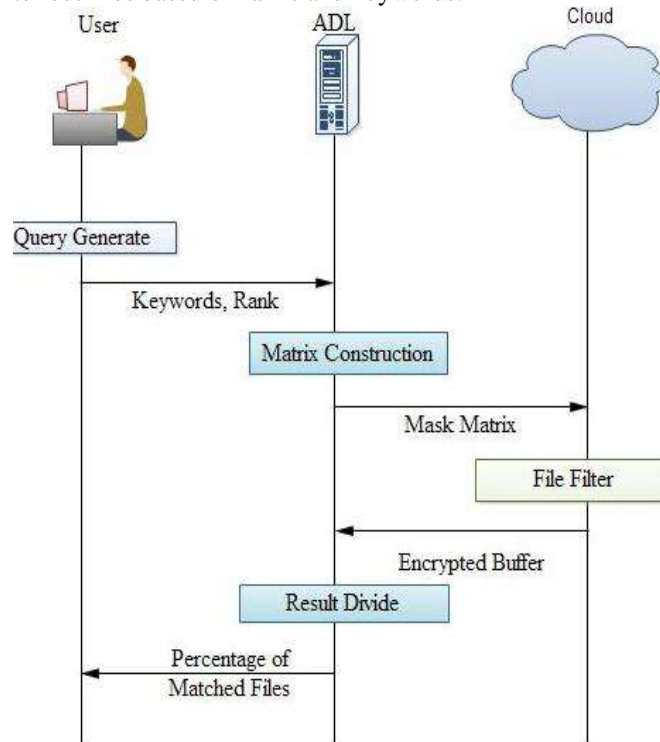 User
ADL
Cloud
Query Generate
Keywords, Rank
Matrix Construction
Mask Matrix
File Filter
Encrypted Buffer
Result Divide
Percentage of
Matched Files